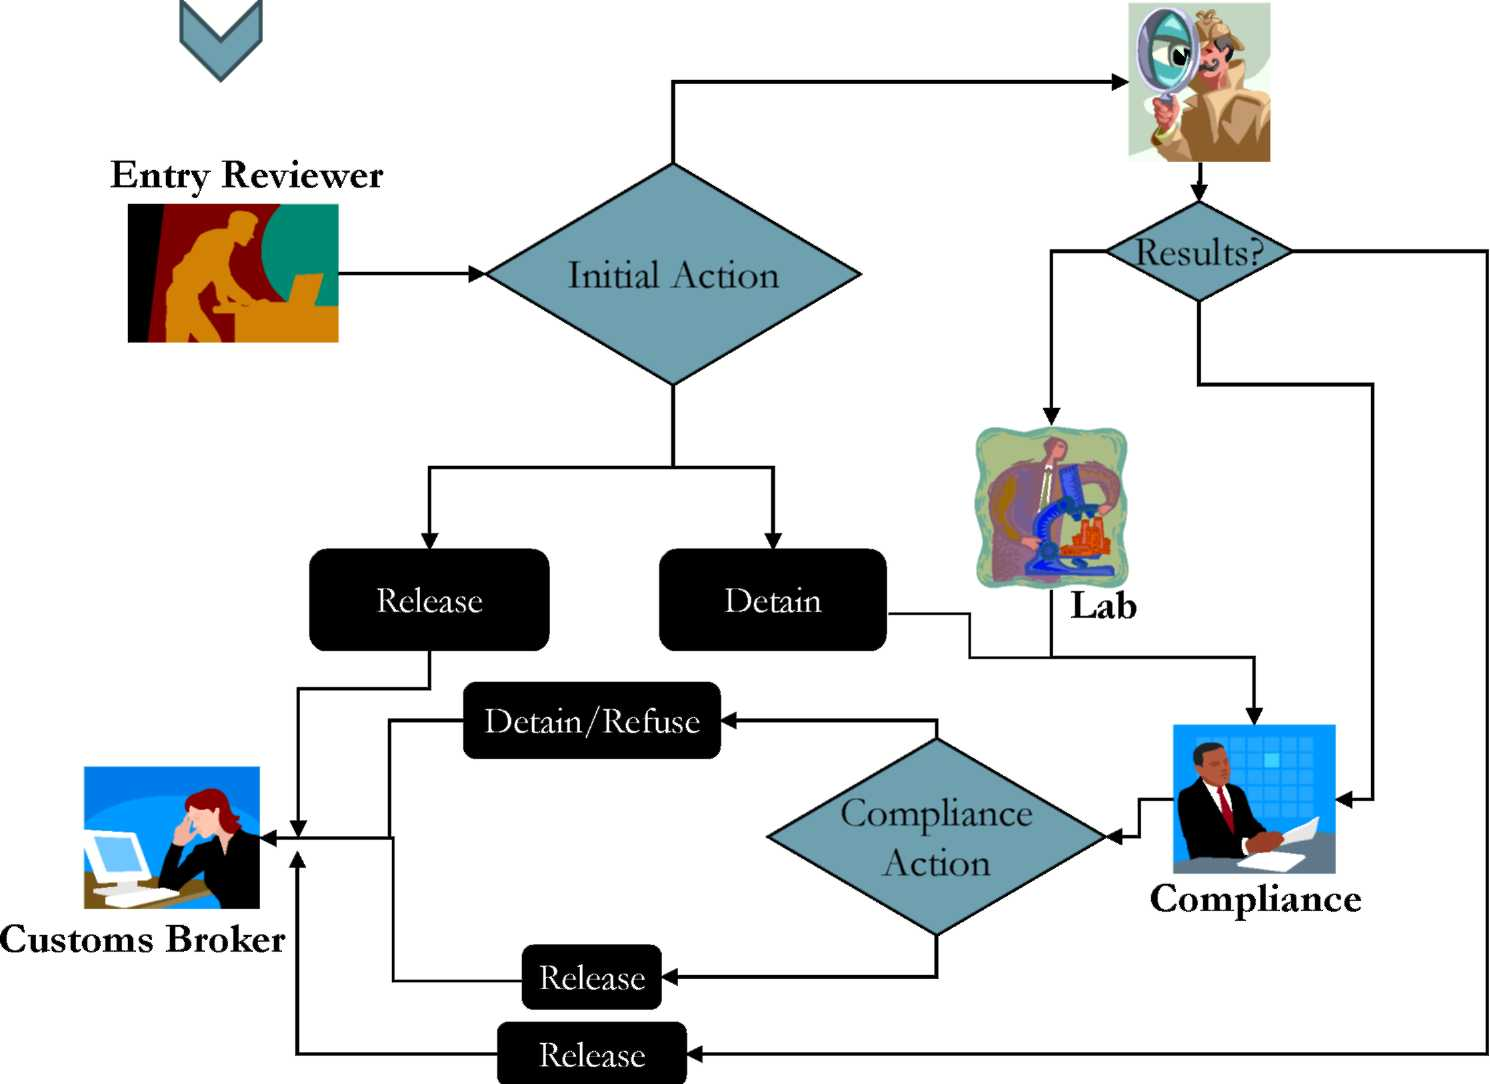 Entry Reviewer
Initial Action
Results?
Release
Detain
Lab
Detain/Refuse
Compliance
Action
Compliance
Customs Broker
Release
Release